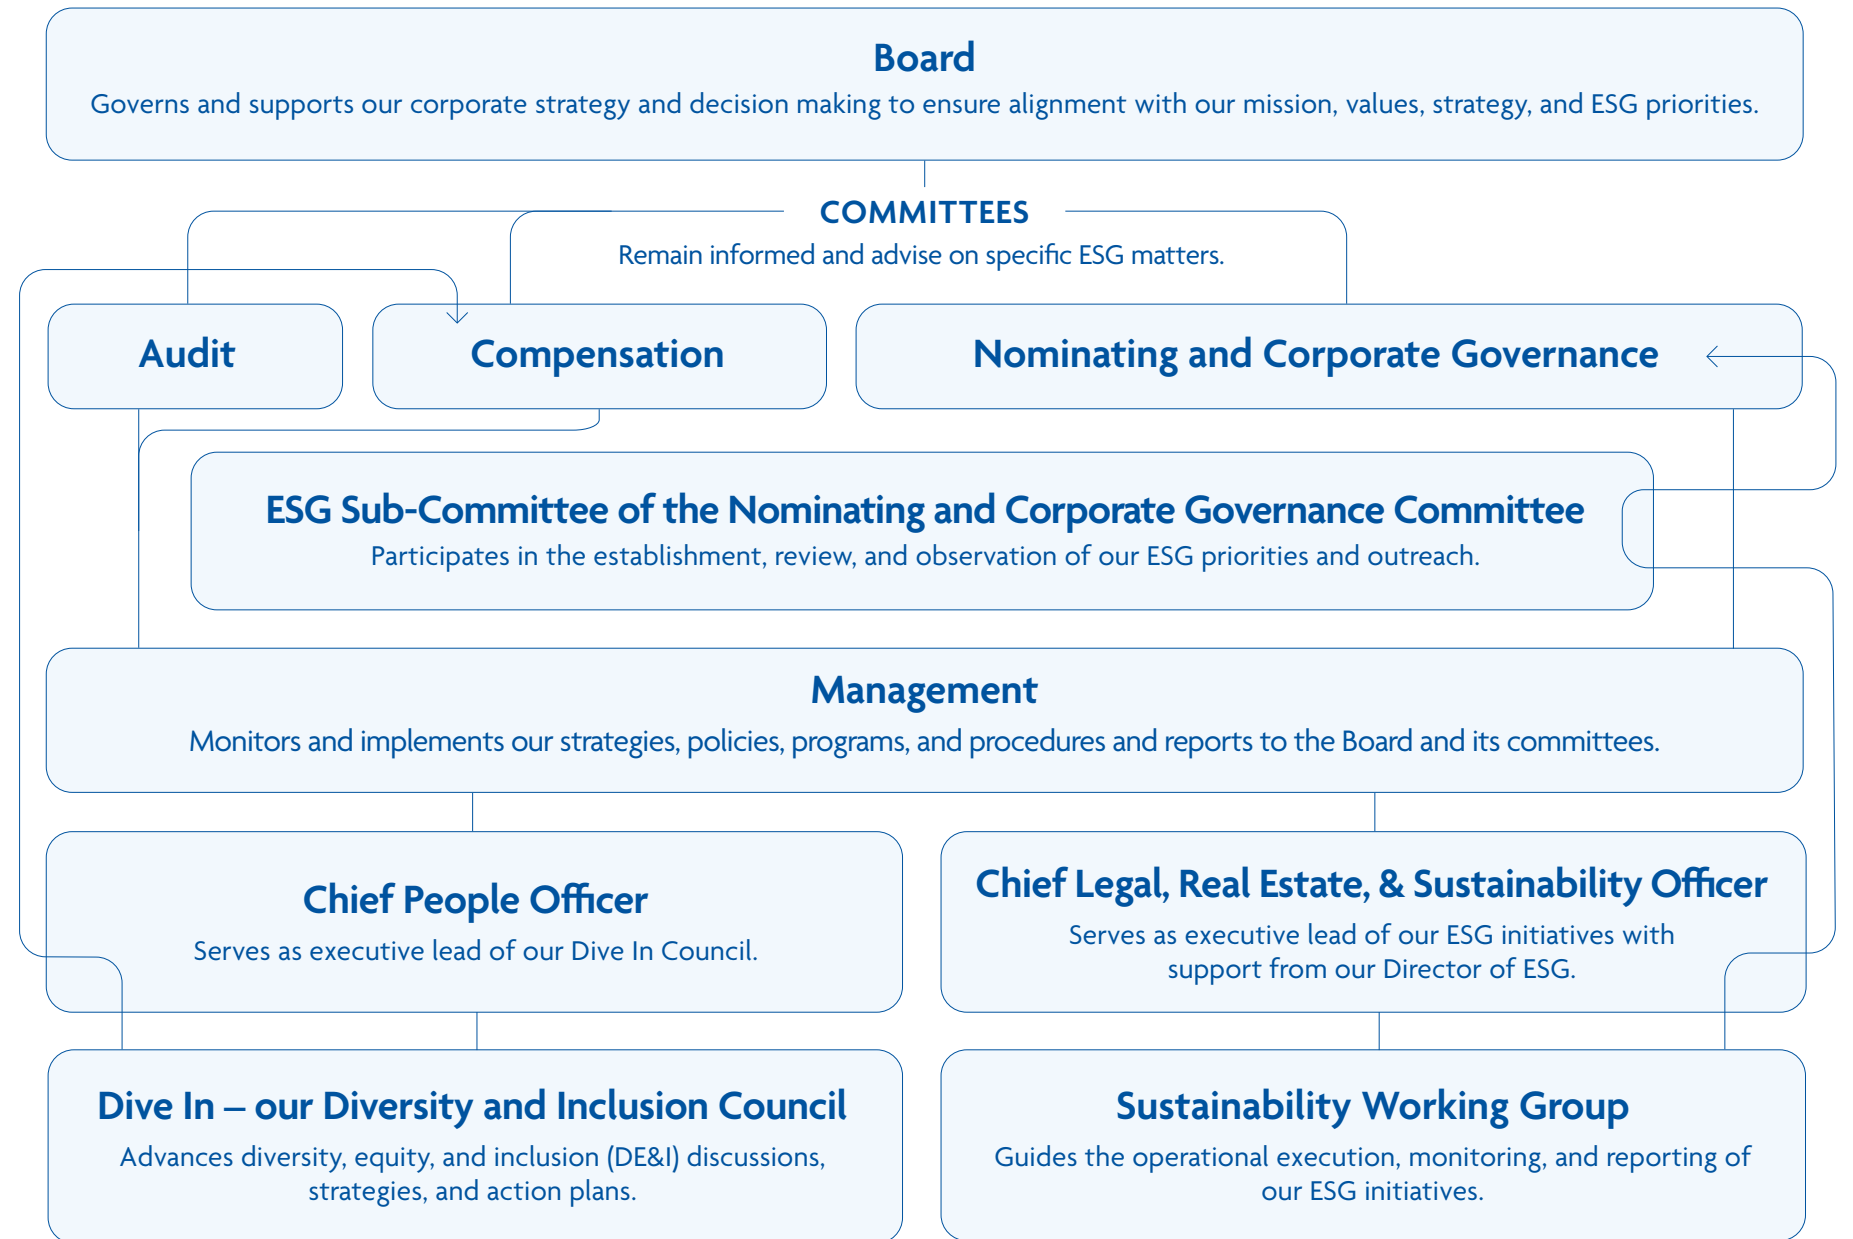 Board
Governs and supports our corporate strategy and decision making to ensure alignment with our mission, values, strategy, and ESG priorities.
COMMITTEES
Remain informed and advise on specific ESG matters.
Audit
Compensation
Nominating and Corporate Governance
ESG Sub-Committee of the Nominating and Corporate Governance Committee
Participates in the establishment, review, and observation of our ESG priorities and outreach.
Management
Monitors and implements our strategies, policies, programs, and procedures and reports to the Board and its committees.
Chief People Officer
Serves as executive lead of our Dive In Council.
Chief Legal, Real Estate, & Sustainability Officer
Serves as executive lead of our ESG initiatives with
support from our Director of ESG.
Dive In – our Diversity and Inclusion Council
Advances diversity, equity, and inclusion (DE&I) discussions,
strategies, and action plans.
Sustainability Working Group
Guides the operational execution, monitoring, and reporting of
our ESG initiatives.